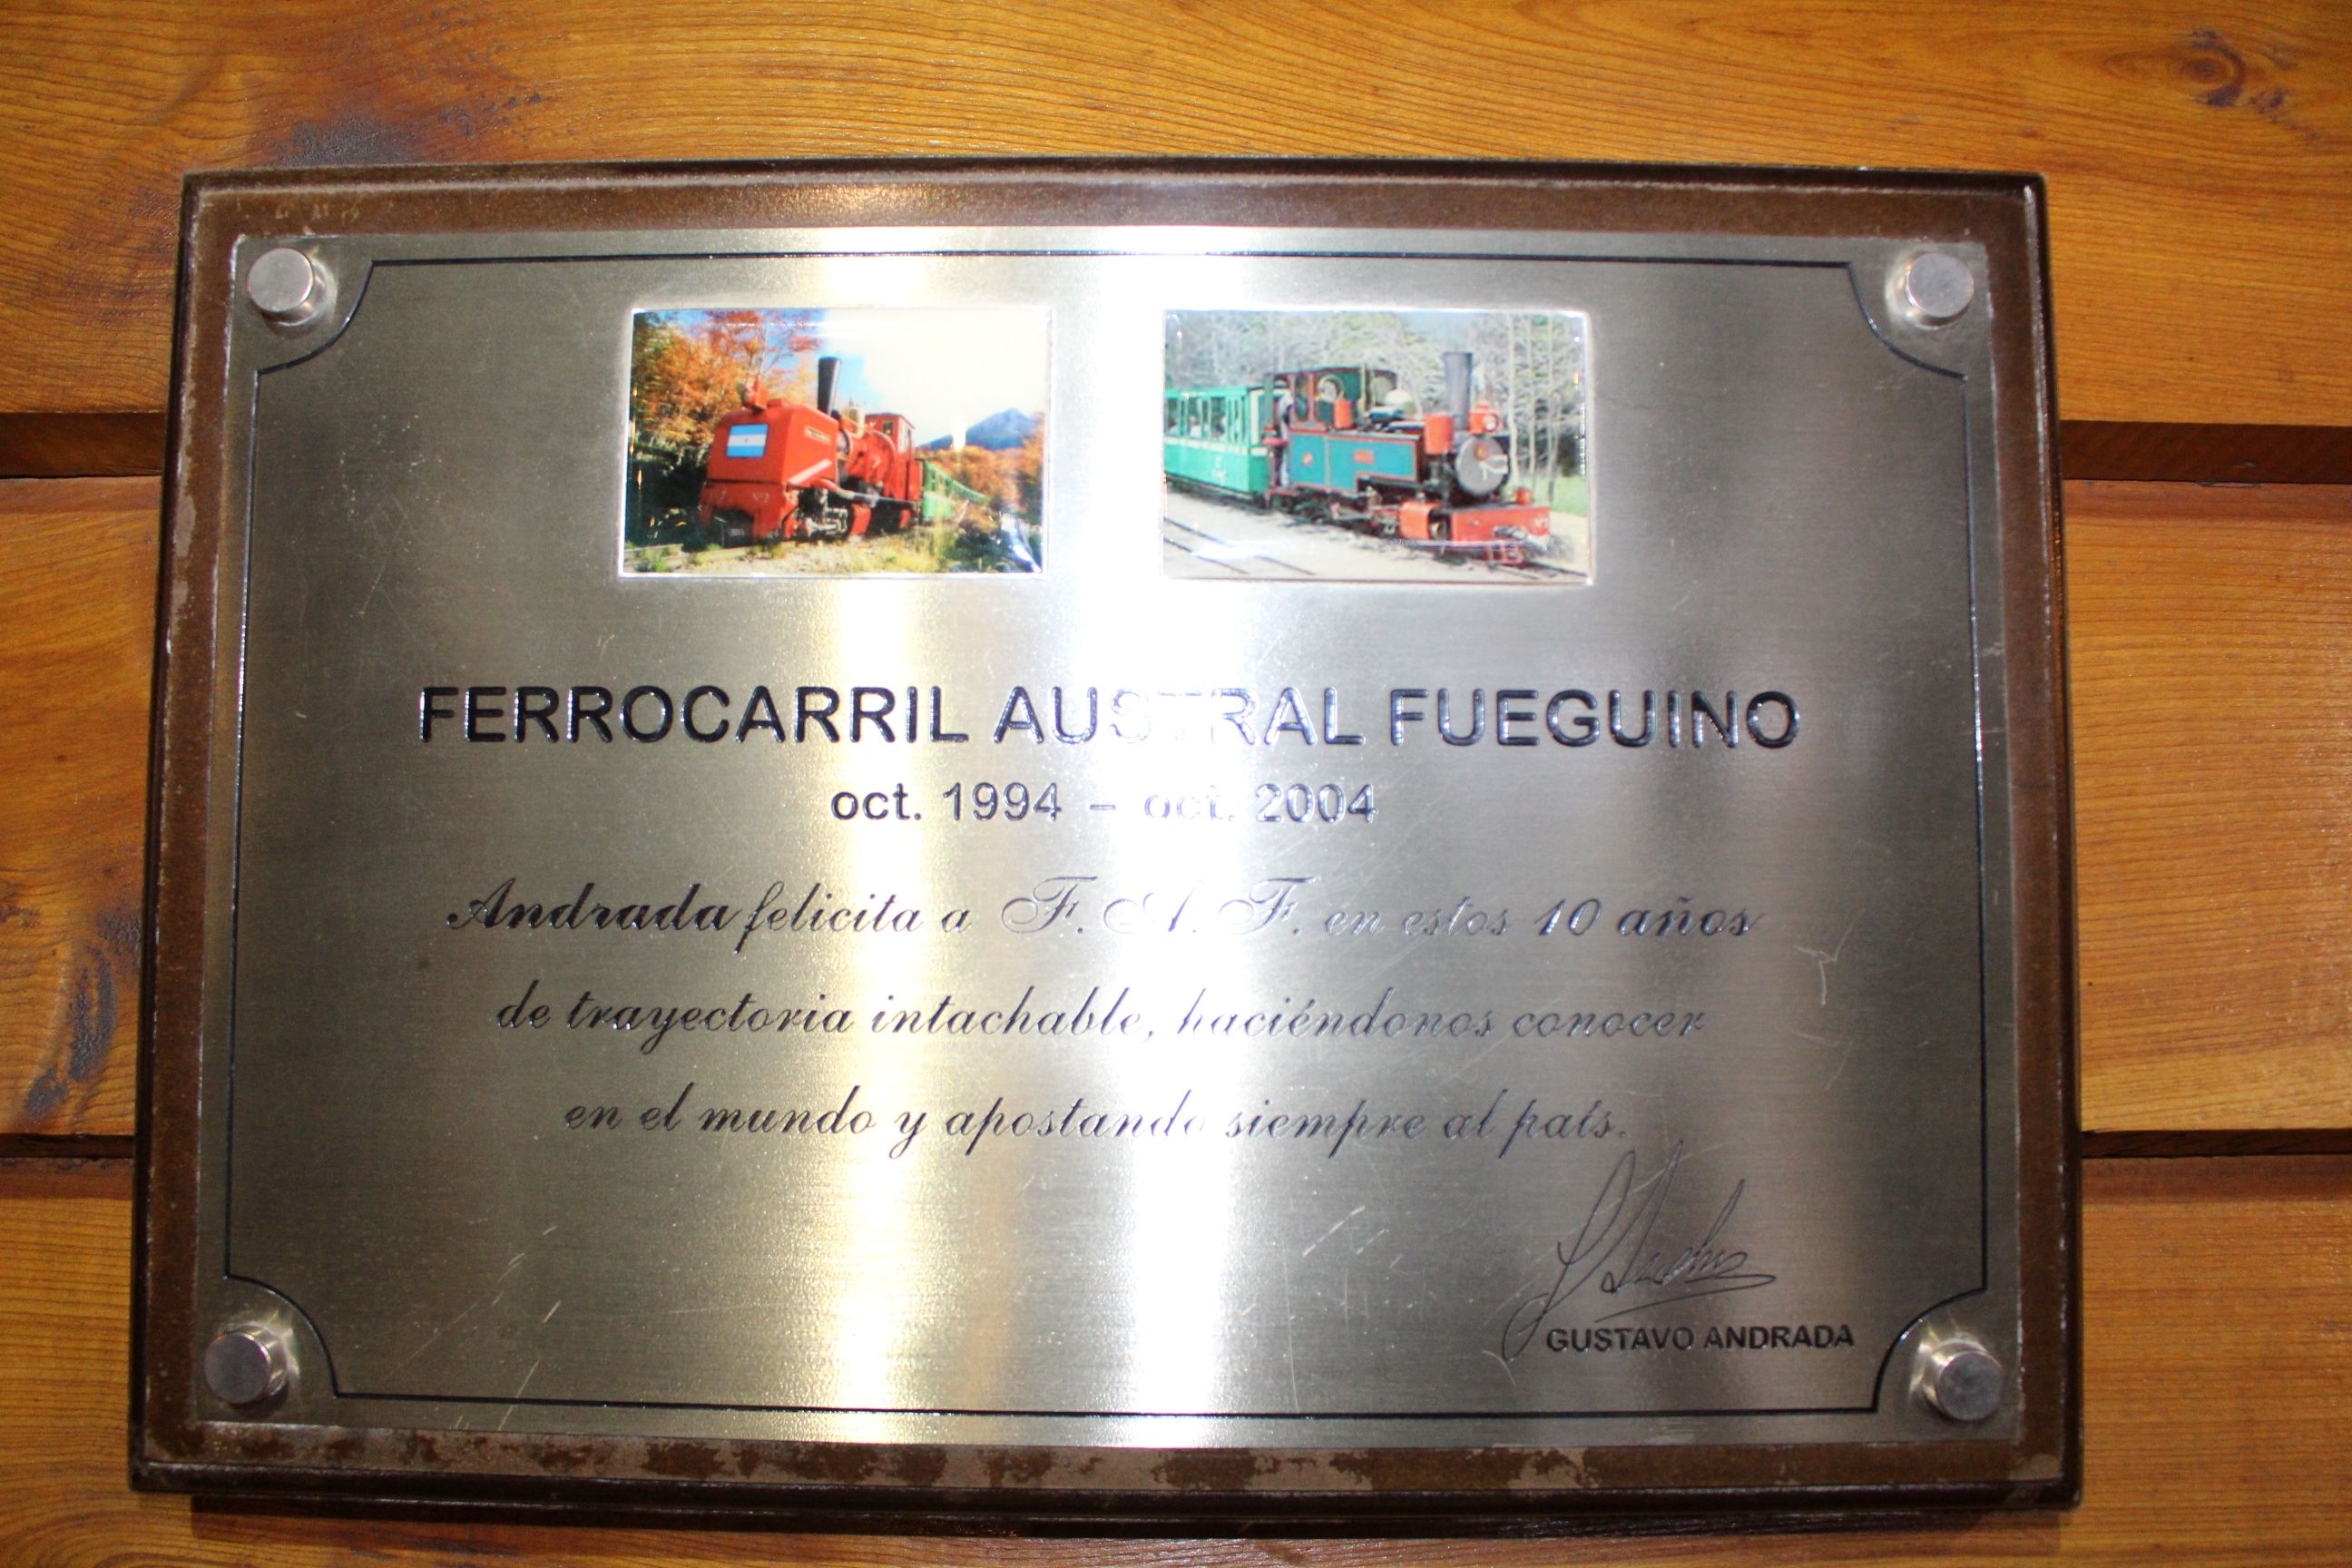 FERROCARRIL AUSTRAL FUEGUINO
oct. 1994 – oct. 2004
Andrada felicita a F. A. F. en estos 10 años
de trayectoria intachable, haciéndonos conocer
en el mundo y apostando siempre al país.
GUSTAVO ANDRADA